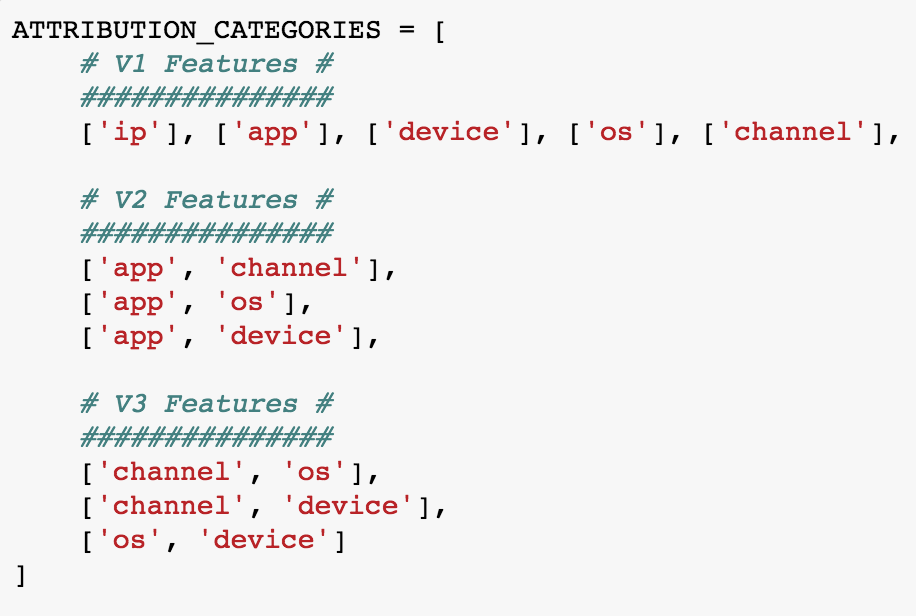 ATTRIBUTION_CATEGORIES = [
    # V1 Features #
    ###############
    ['ip'], ['app'], ['device'], ['os'], ['channel'],

    # V2 Features #
    ###############
    ['app', 'channel'],
    ['app', 'os'],
    ['app', 'device'],

    # V3 Features #
    ###############
    ['channel', 'os'],
    ['channel', 'device'],
    ['os', 'device']
]